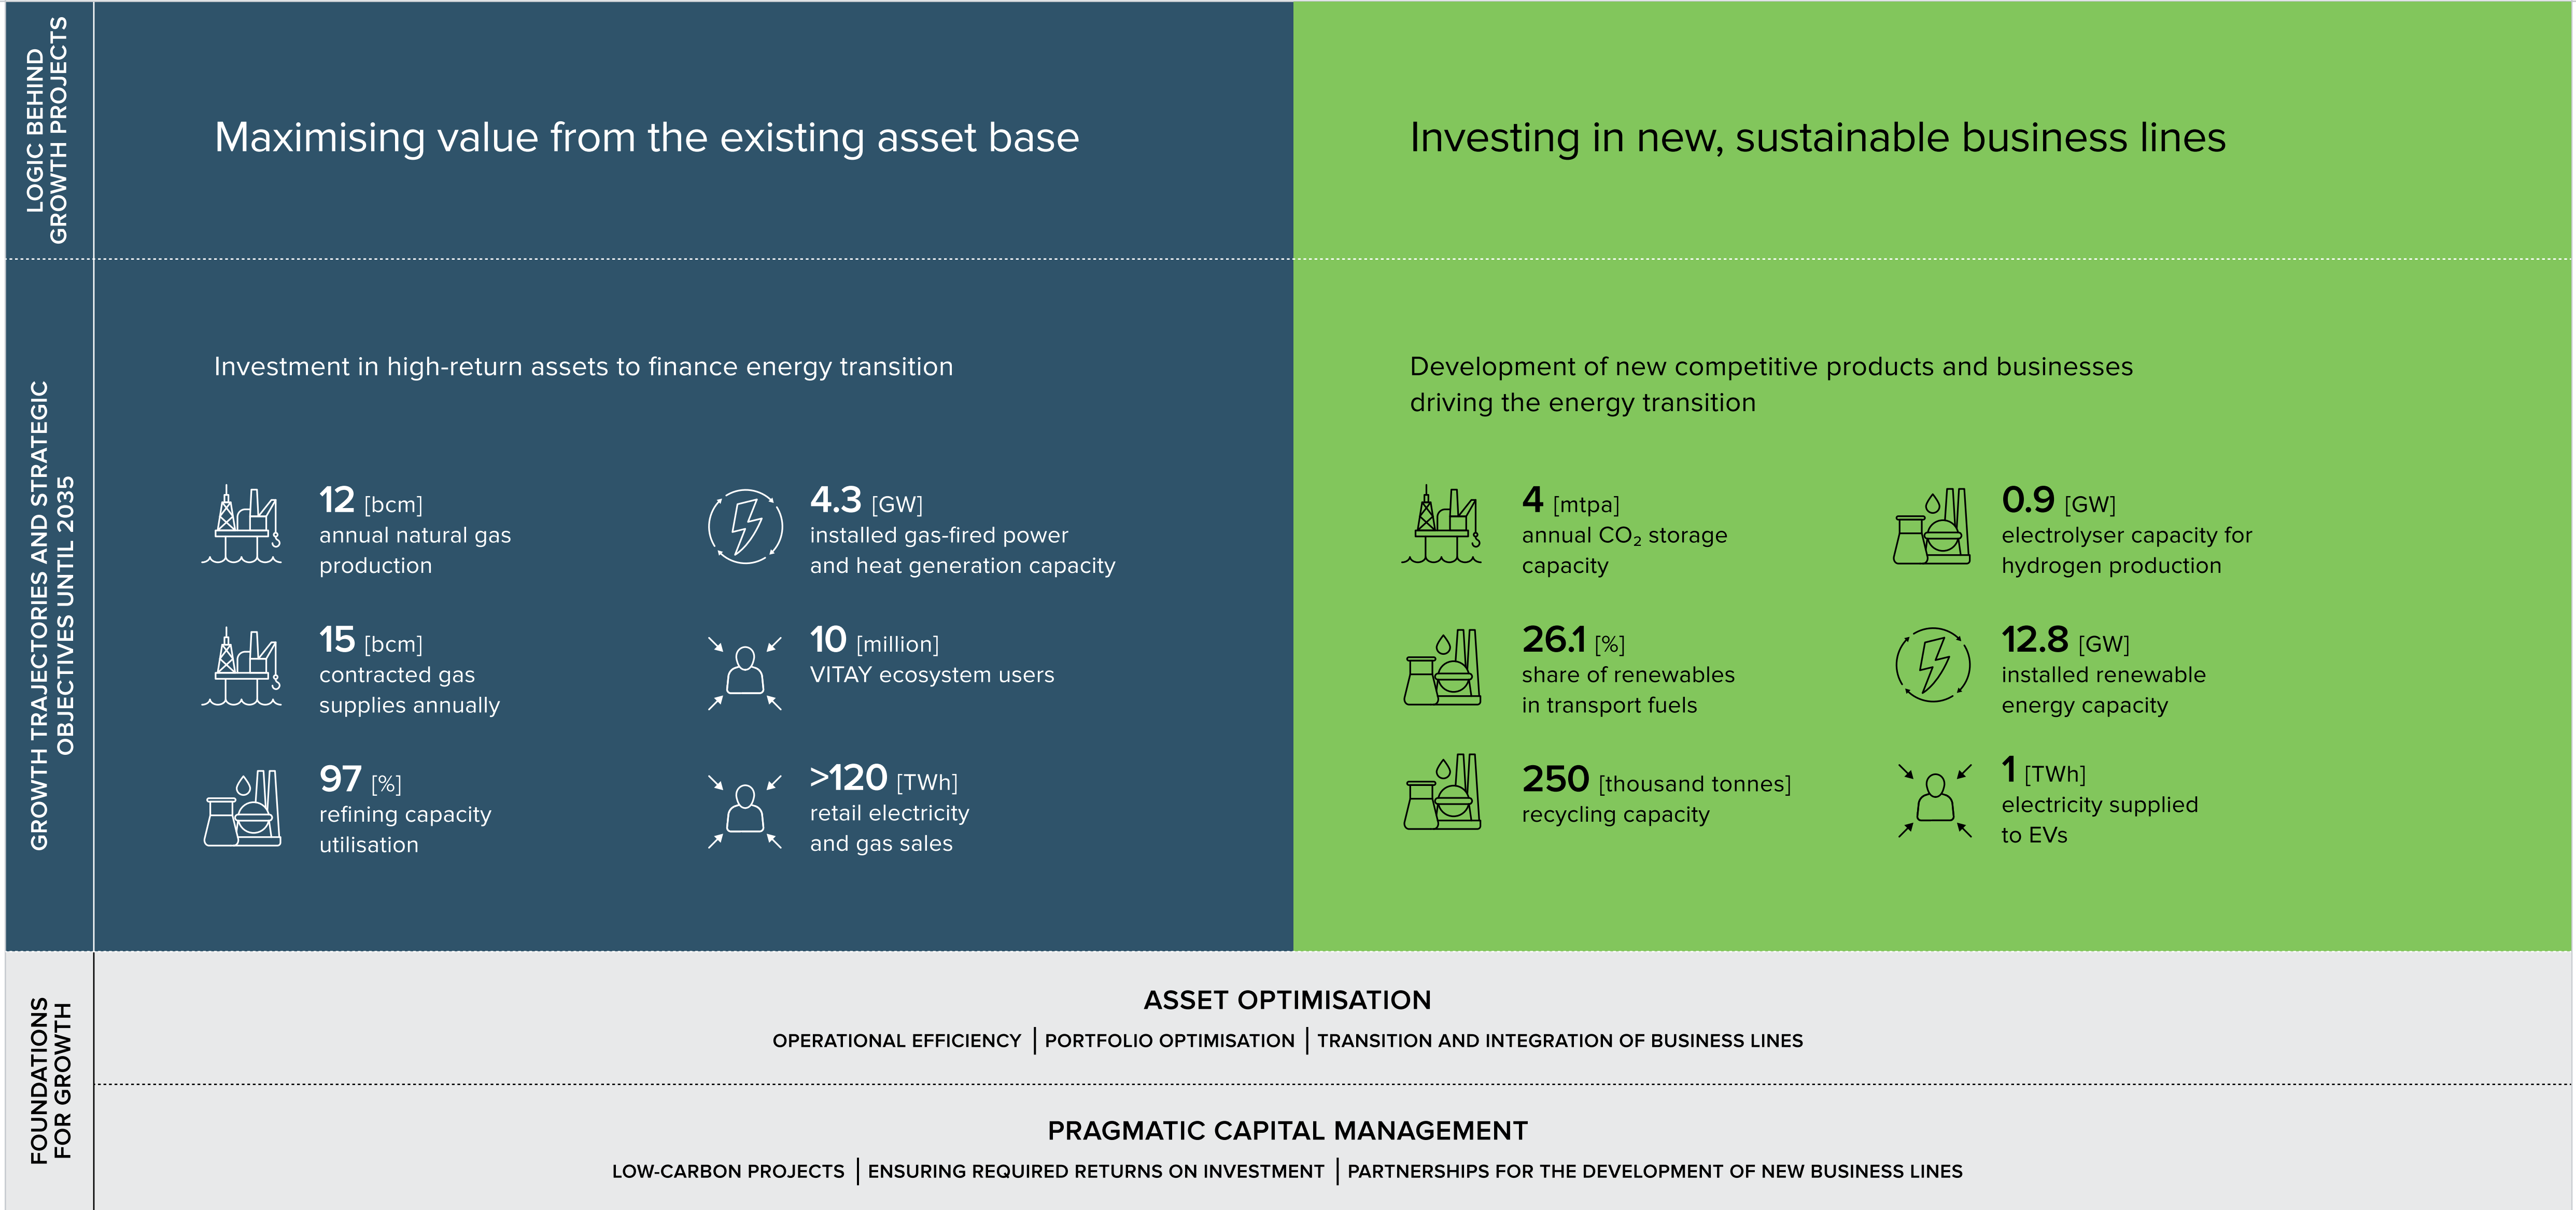 LOGIC BEHIND
GROWTH PROJECTS
Maximising value from the existing asset base
Investing in new, sustainable business lines
GROWTH TRAJECTORIES AND STRATEGIC
OBJECTIVES UNTIL 2035
Investment in high-return assets to finance energy transition
12 [bcm]
annual natural gas
production
4.3 [GW]
installed gas-fired power
and heat generation capacity
15 [bcm]
contracted gas
supplies annually
10 [million]
VITAY ecosystem users
97 [%]
refining capacity
utilisation
>120 [TWh]
retail electricity
and gas sales
Development of new competitive products and businesses
driving the energy transition
4 [mtpa]
annual CO₂ storage
capacity
0.9 [GW]
electrolyser capacity for
hydrogen production
26.1 [%]
share of renewables
in transport fuels
12.8 [GW]
installed renewable
energy capacity
250 [thousand tonnes]
recycling capacity
1 [TWh]
electricity supplied
to EVs
FOUNDATIONS
FOR GROWTH
ASSET OPTIMISATION
OPERATIONAL EFFICIENCY | PORTFOLIO OPTIMISATION | TRANSITION AND INTEGRATION OF BUSINESS LINES
PRAGMATIC CAPITAL MANAGEMENT
LOW-CARBON PROJECTS | ENSURING REQUIRED RETURNS ON INVESTMENT | PARTNERSHIPS FOR THE DEVELOPMENT OF NEW BUSINESS LINES